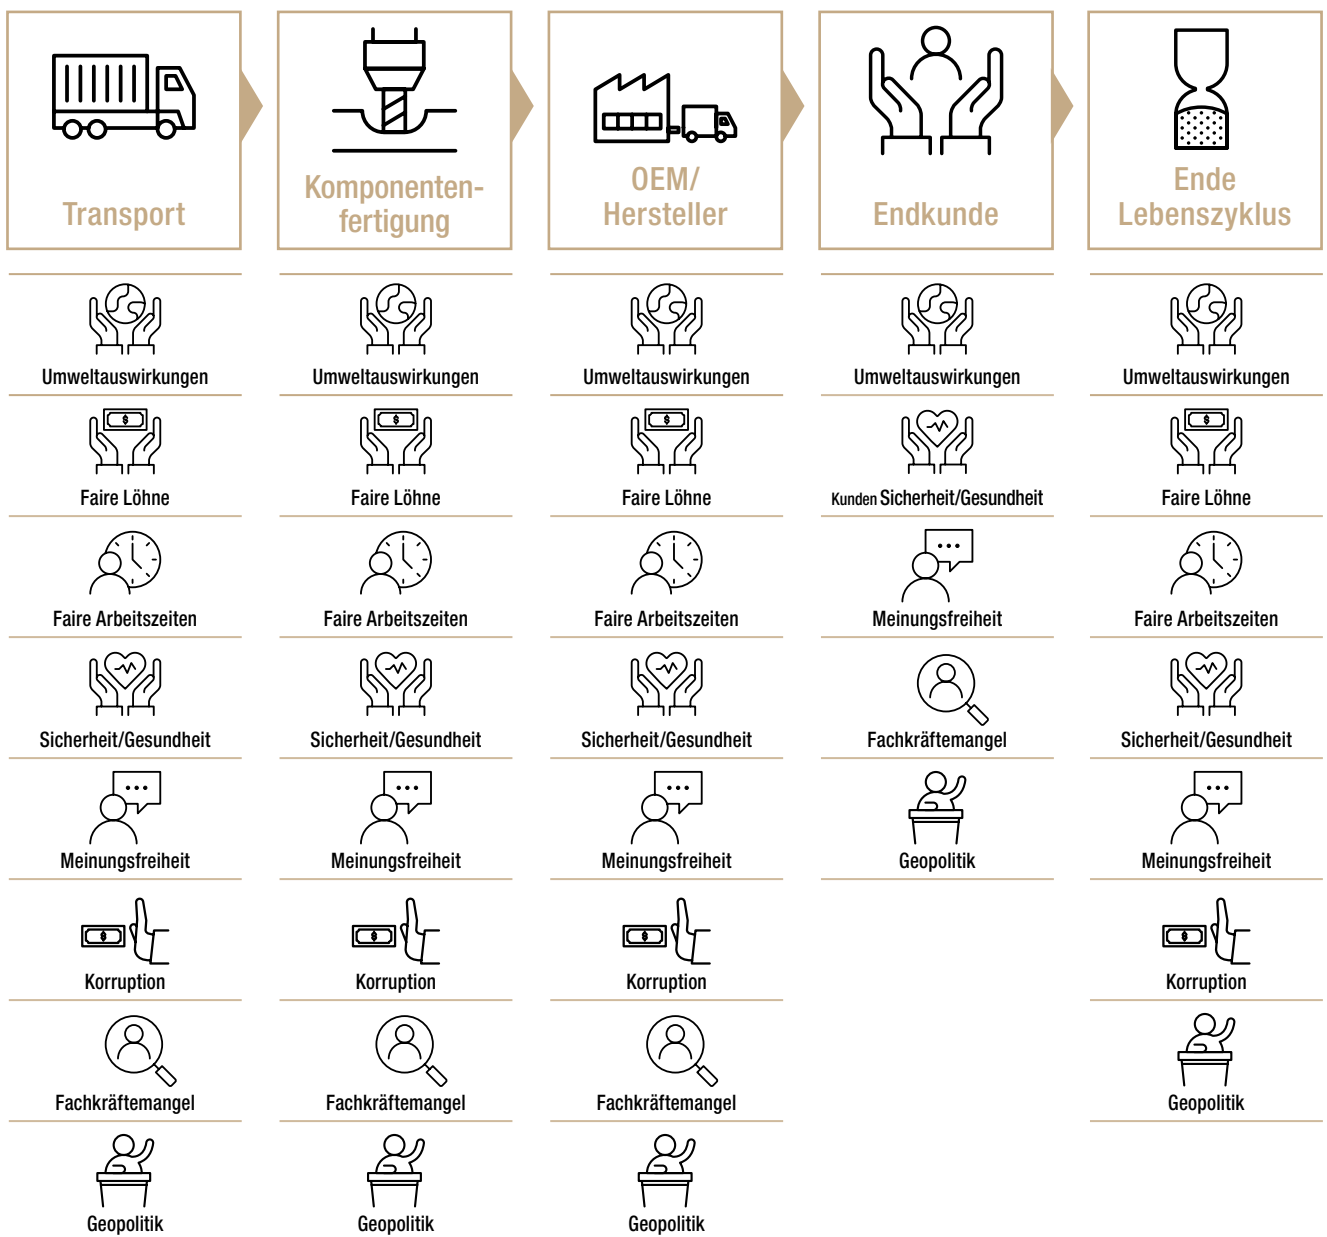 Transport
Komponenten-
fertigung
OEM/
Hersteller
Endkunde
Ende
Lebenszyklus
Umweltauswirkungen
Umweltauswirkungen
Umweltauswirkungen
Umweltauswirkungen
Umweltauswirkungen
Faire Löhne
Faire Löhne
Faire Löhne
Kunden Sicherheit/Gesundheit
Faire Löhne
Faire Arbeitszeiten
Faire Arbeitszeiten
Faire Arbeitszeiten
Meinungsfreiheit
Faire Arbeitszeiten
Sicherheit/Gesundheit
Sicherheit/Gesundheit
Sicherheit/Gesundheit
Fachkräftemangel
Sicherheit/Gesundheit
Meinungsfreiheit
Meinungsfreiheit
Meinungsfreiheit
Geopolitik
Meinungsfreiheit
Korruption
Korruption
Korruption
Korruption
Fachkräftemangel
Fachkräftemangel
Fachkräftemangel
Geopolitik
Geopolitik
Geopolitik
Geopolitik